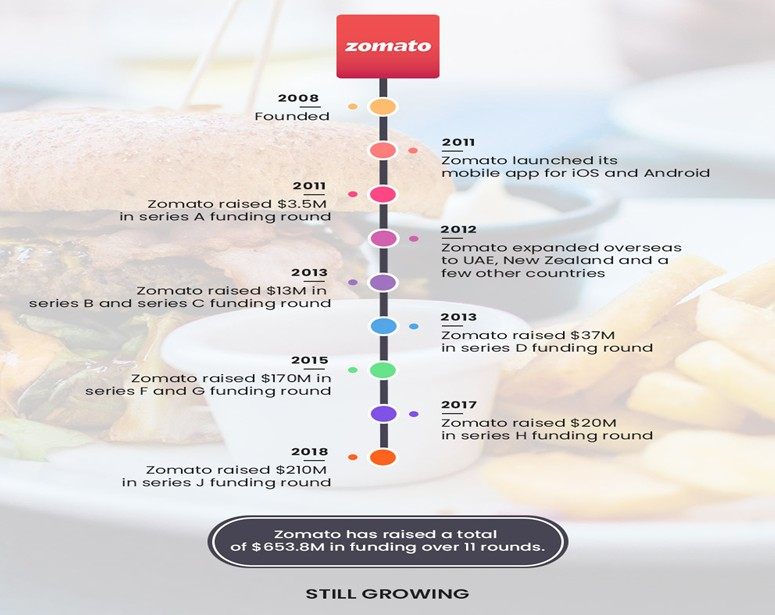 zomato
2008
Founded
2011
Zomato launched its
mobile app for iOS and Android
2011
Zomato raised $3.5M
in series A funding round
2012
Zomato expanded overseas
to UAE, New Zealand and a
few other countries
2013
Zomato raised $13M in
series B and series C funding round
2013
Zomato raised $37M
in series D funding round
2015
Zomato raised $170M in
series F and G funding round
2017
Zomato raised $20M
in series H funding round
2018
Zomato raised $210M
in series J funding round
Zomato has raised a total
of $653.8M in funding over 11 rounds.
STILL GROWING